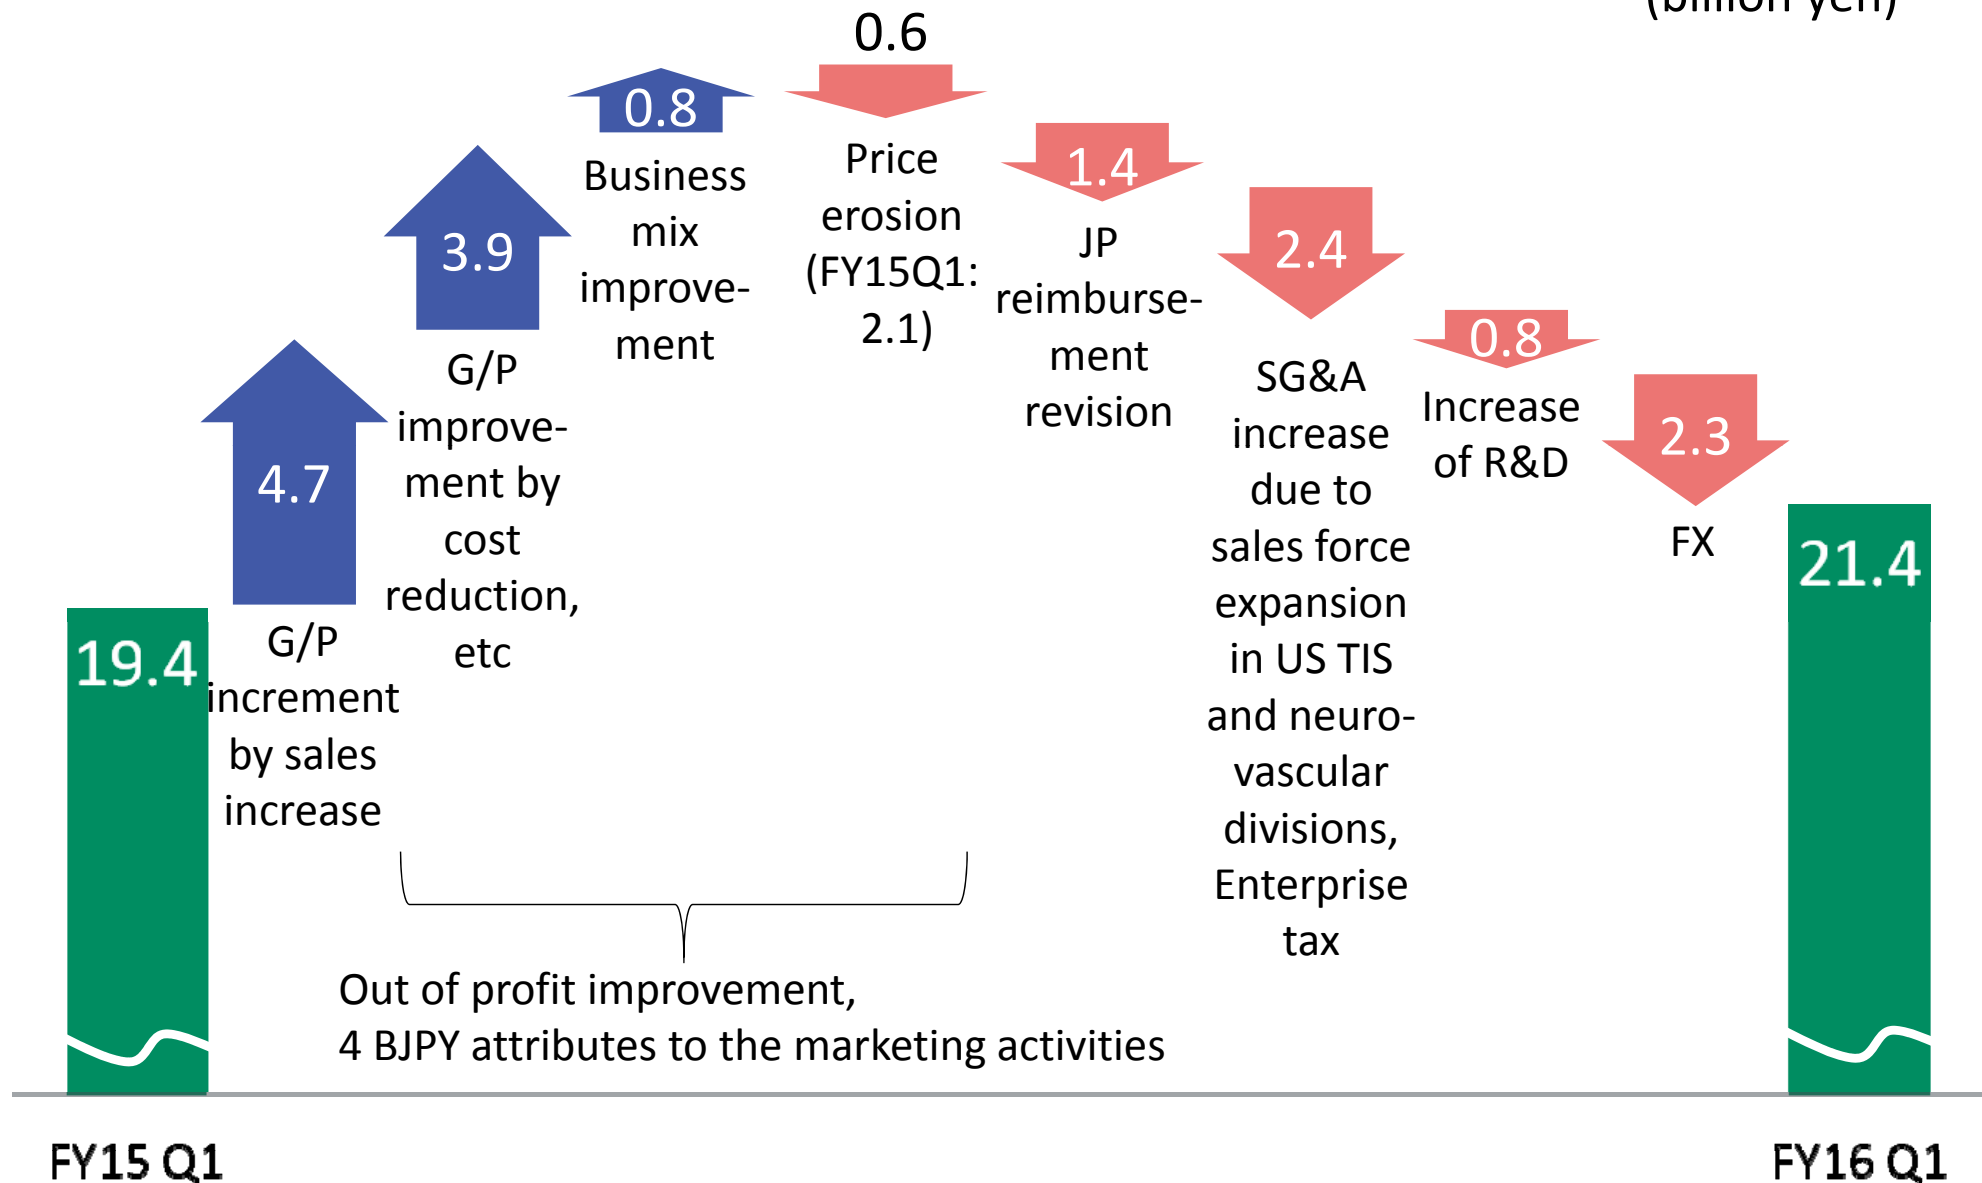 (billion yen)
0.6
0.8
Business
mix
improve-
ment
Price
erosion
(FY15Q1:
2.1)
1.4
JP
reimburse-
ment
revision
3.9
G/P
improve-
ment by
cost
reduction,
etc
2.4
SG&A
increase
due to
sales force
expansion
in US TIS
and neuro-
vascular
divisions,
Enterprise
tax
0.8
Increase
of R&D
2.3
FX
4.7
G/P
increment
by sales
increase
19.4
21.4
Out of profit improvement,
4 BJPY attributes to the marketing activities
FY15 Q1
FY16 Q1